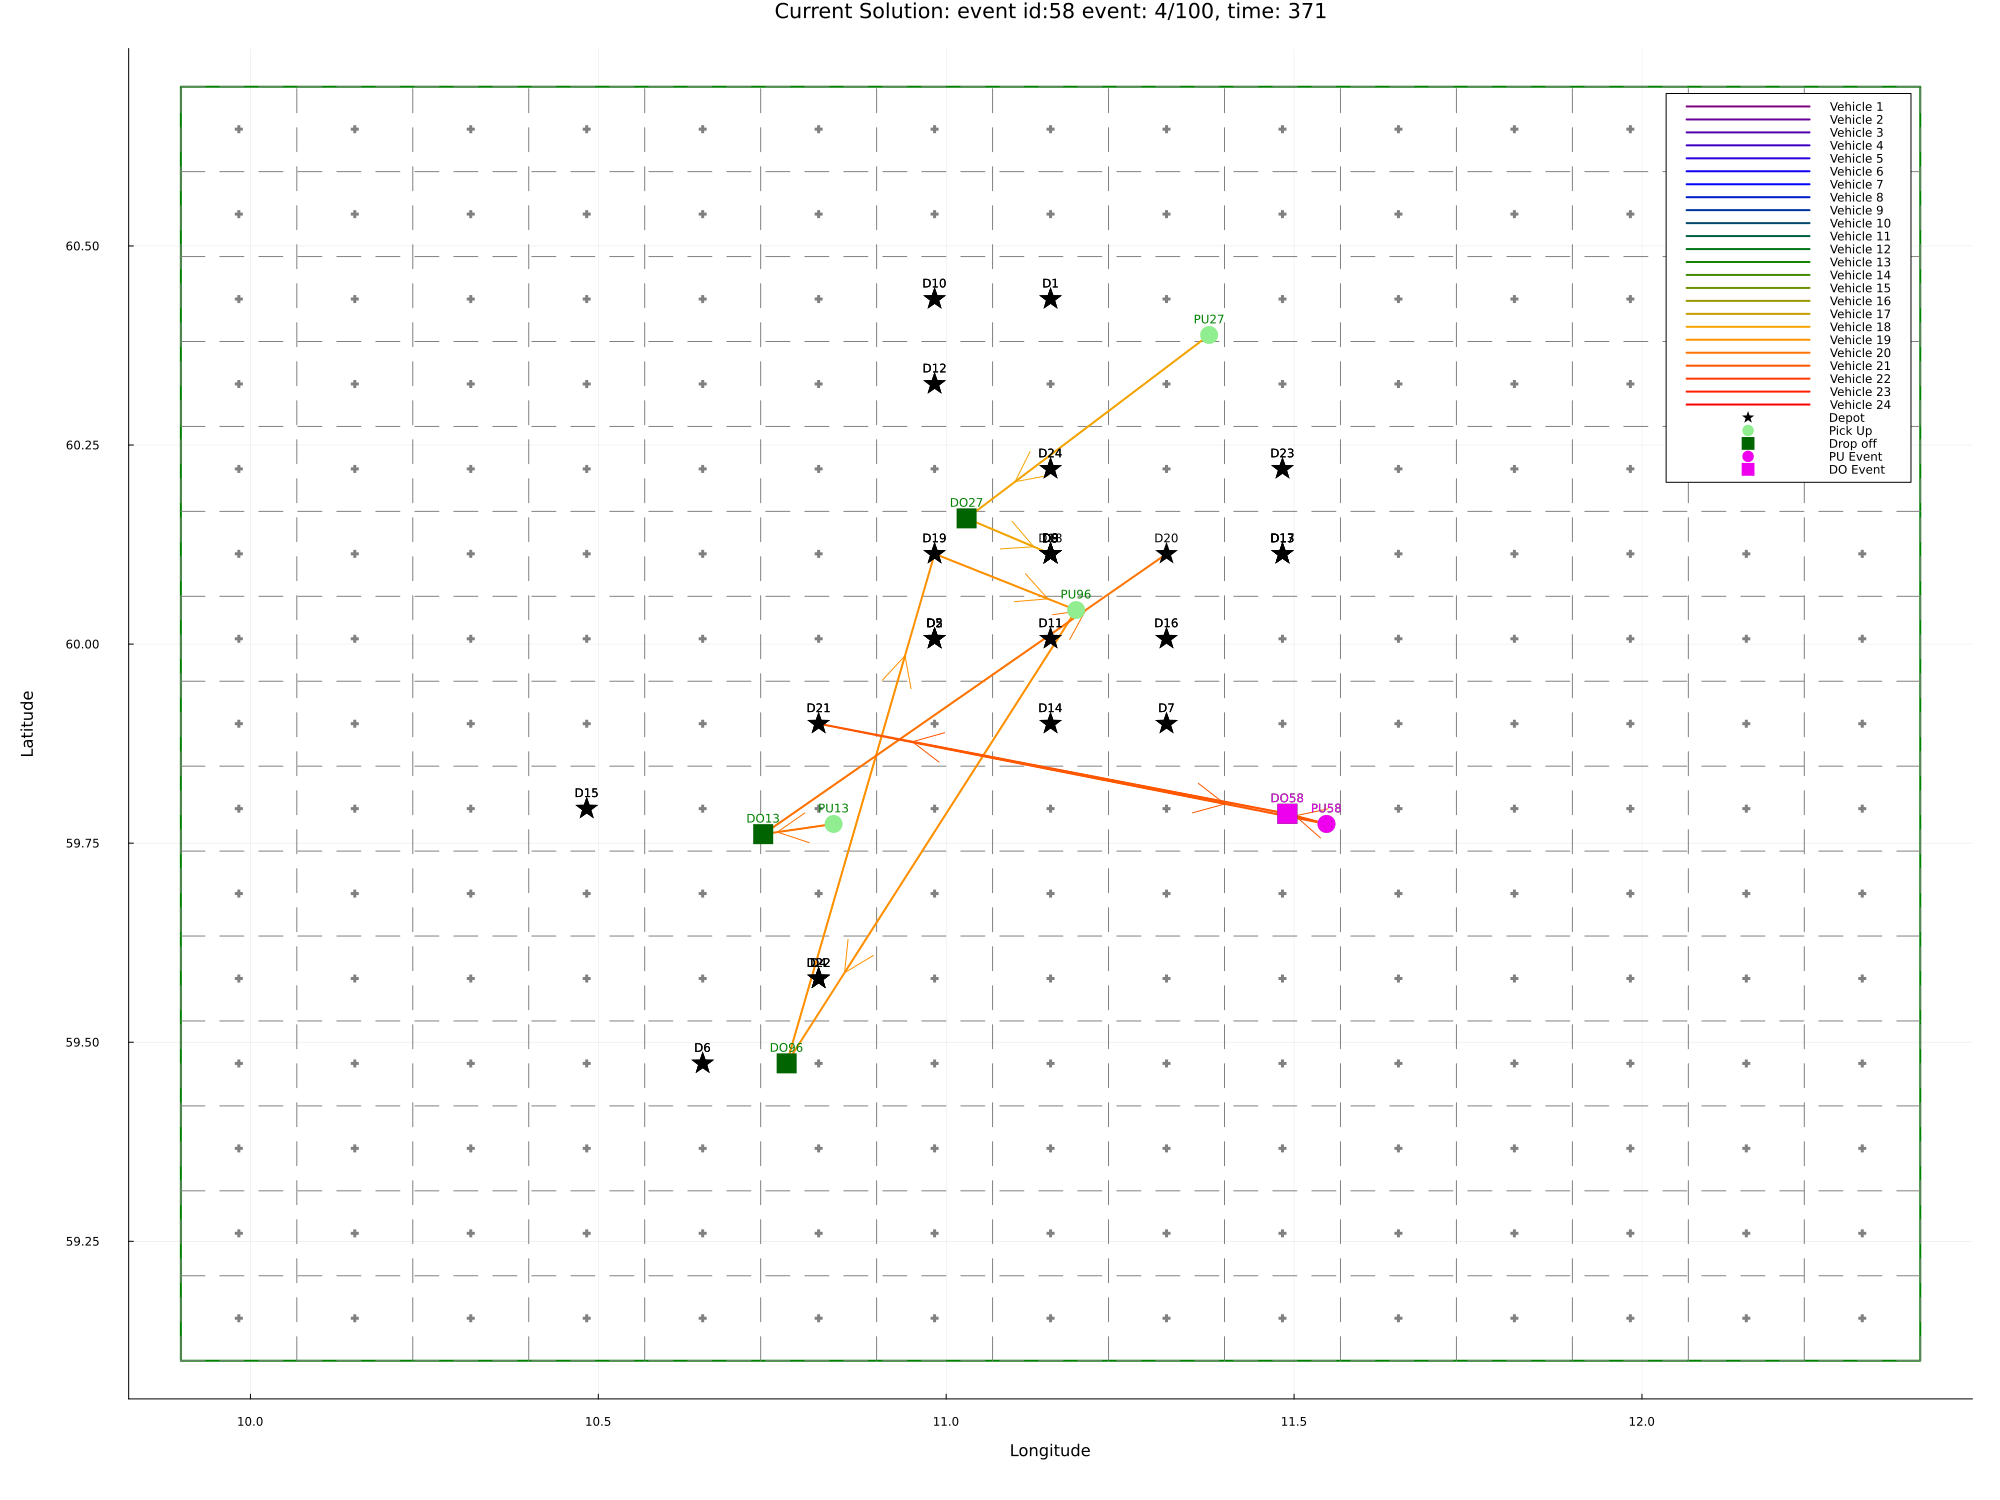 Current Solution: event id:58 event: 4/100, time: 371
Vehicle 1
Vehicle 2
Vehicle 3
Vehicle 4
Vehicle 5
Vehicle 6
Vehicle 7
Vehicle 8
Vehicle 9
Vehicle 10
Vehicle 11
Vehicle 12
Vehicle 13
Vehicle 14
Vehicle 15
Vehicle 16
Vehicle 17
Vehicle 18
Vehicle 19
Vehicle 20
Vehicle 21
Vehicle 22
Vehicle 23
Vehicle 24
Depot
Pick Up
Drop off
PU Event
DO Event
60.50
60.25
60.00
59.75
59.50
59.25
Latitude
D10
D1
PU27
D12
D24
D23
DO27
D19
D20
PU96
D11
D16
D21
D14
D7
D15
DO58
PU58
PU13
DO13
D6
DO96
10.0
10.5
11.0
11.5
12.0
Longitude